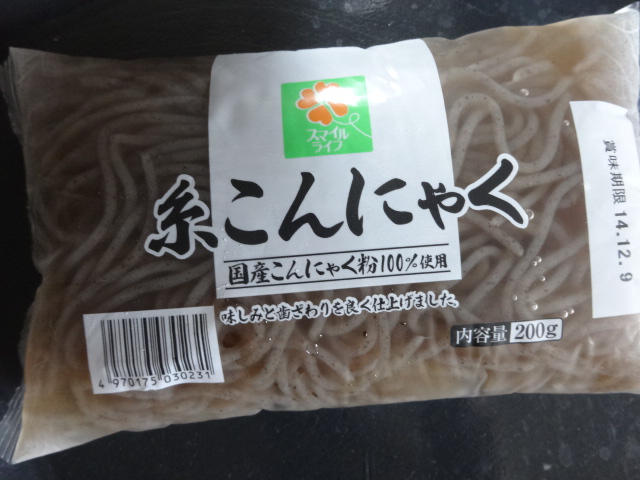 スマイル
ライフ
糸こんにゃく
国産こんにゃく粉100%使用
味しみと歯ざわりを良く仕上げました。
内容量 200g
賞味期限 14.12.9
4 970175 030231